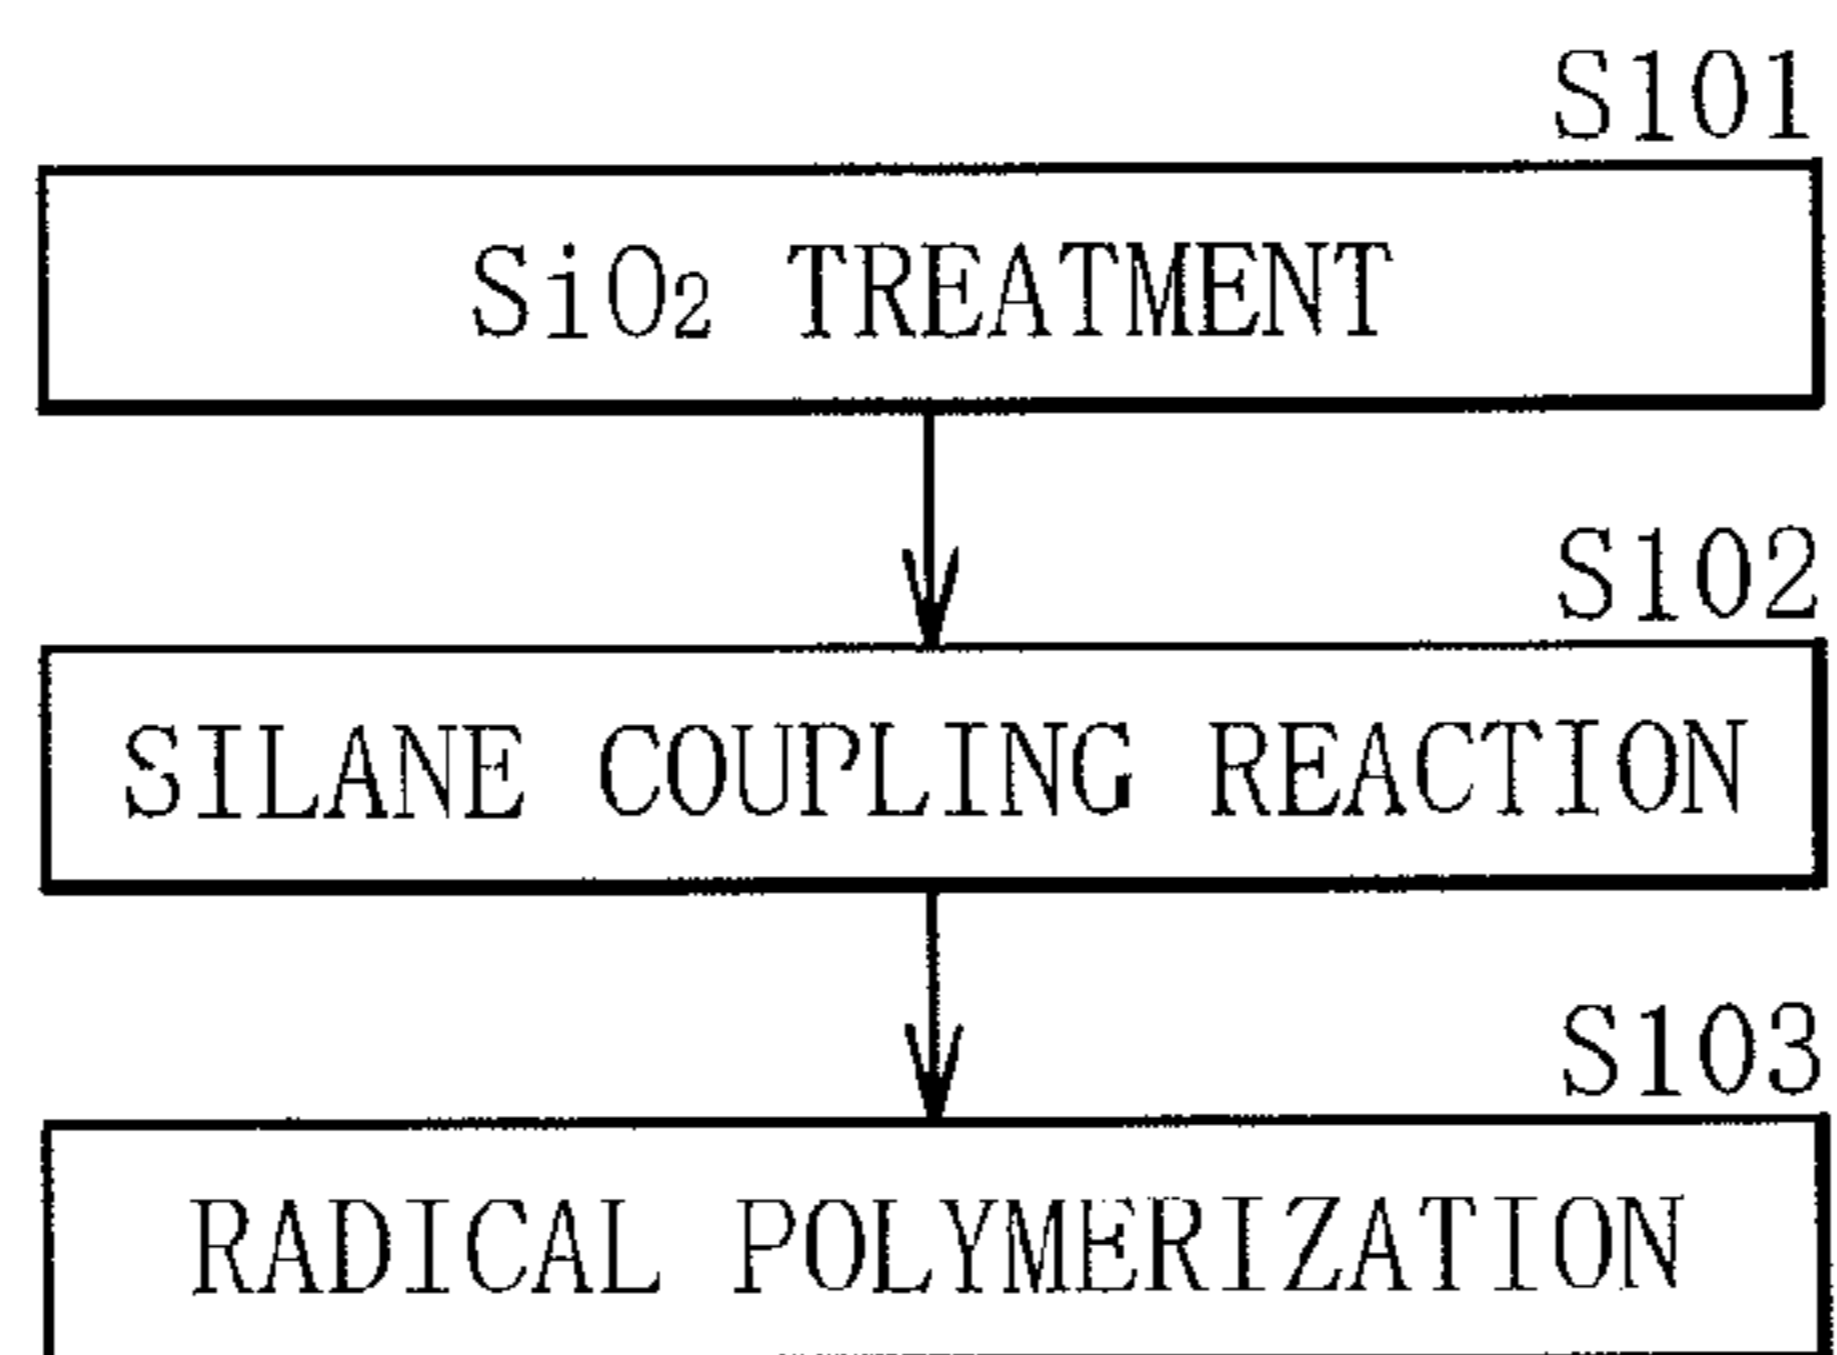 S101
SiO₂ TREATMENT
S102
SILANE COUPLING REACTION
S103
RADICAL POLYMERIZATION